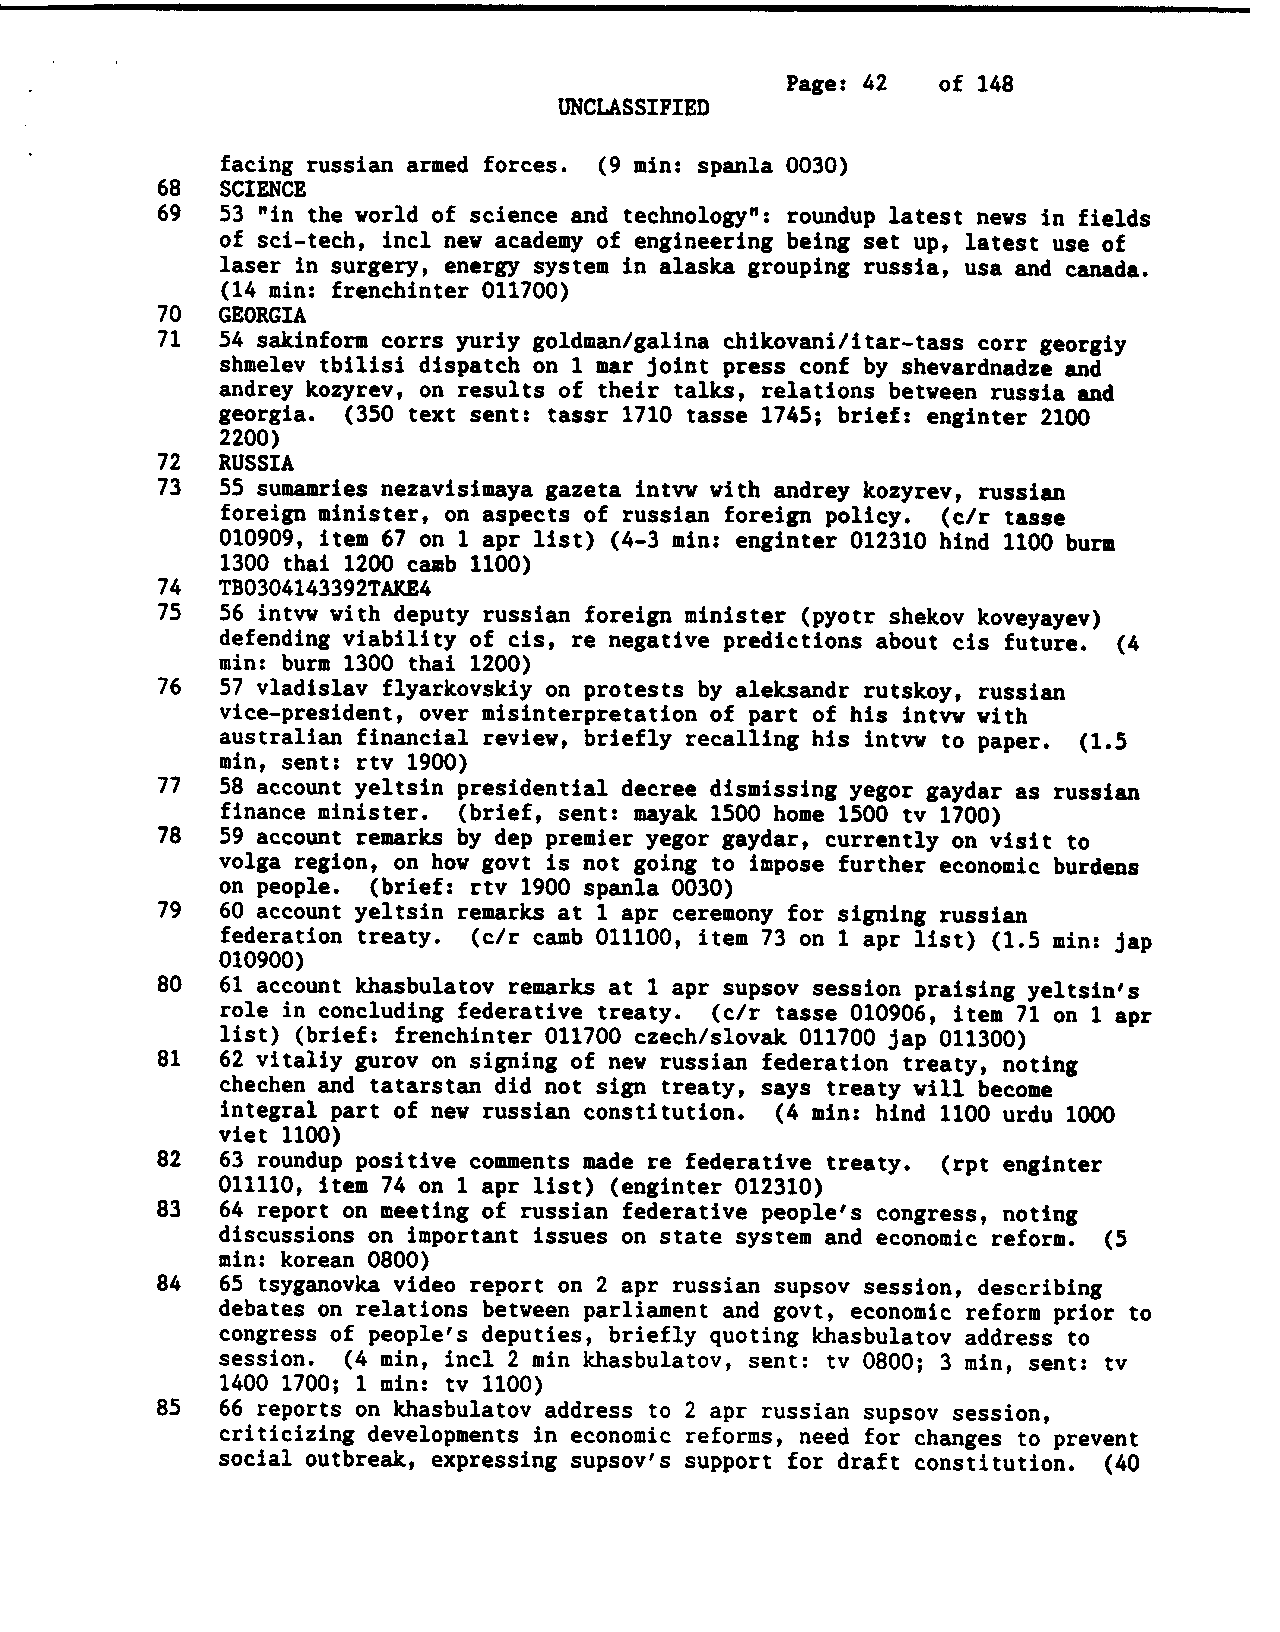 Page: 42 of 148
UNCLASSIFIED
facing russian armed forces. (9 min: spanla 0030)
68 SCIENCE
69 53 "in the world of science and technology": roundup latest news in fields
of sci-tech, incl new academy of engineering being set up, latest use of
laser in surgery, energy system in alaska grouping russia, usa and canada.
(14 min: frenchinter 011700)
70 GEORGIA
71 54 sakinform corrs yuriy goldman/galina chikovani/itar-tass corr georgiy
shmelev tbilisi dispatch on 1 mar joint press conf by shevardnadze and
andrey kozyrev, on results of their talks, relations between russia and
georgia. (350 text sent: tassr 1710 tasse 1745; brief: enginter 2100
2200)
72 RUSSIA
73 55 sumamries nezavisimaya gazeta intvw with andrey kozyrev, russian
foreign minister, on aspects of russian foreign policy. (c/r tasse
010909, item 67 on 1 apr list) (4-3 min: enginter 012310 hind 1100 burm
1300 thai 1200 camb 1100)
74 TB0304143392TAKE4
75 56 intvw with deputy russian foreign minister (pyotr shekov koveyayev)
defending viability of cis, re negative predictions about cis future. (4
min: burm 1300 thai 1200)
76 57 vladislav flyarkovskiy on protests by aleksandr rutskoy, russian
vice-president, over misinterpretation of part of his intvw with
australian financial review, briefly recalling his intvw to paper. (1.5
min, sent: rtv 1900)
77 58 account yeltsin presidential decree dismissing yegor gaydar as russian
finance minister. (brief, sent: mayak 1500 home 1500 tv 1700)
78 59 account remarks by dep premier yegor gaydar, currently on visit to
volga region, on how govt is not going to impose further economic burdens
on people. (brief: rtv 1900 spanla 0030)
79 60 account yeltsin remarks at 1 apr ceremony for signing russian
federation treaty. (c/r camb 011100, item 73 on 1 apr list) (1.5 min: jap
010900)
80 61 account khasbulatov remarks at 1 apr supsov session praising yeltsin's
role in concluding federative treaty. (c/r tasse 010906, item 71 on 1 apr
list) (brief: frenchinter 011700 czech/slovak 011700 jap 011300)
81 62 vitaliy gurov on signing of new russian federation treaty, noting
chechen and tatarstan did not sign treaty, says treaty will become
integral part of new russian constitution. (4 min: hind 1100 urdu 1000
viet 1100)
82 63 roundup positive comments made re federative treaty. (rpt enginter
011110, item 74 on 1 apr list) (enginter 012310)
83 64 report on meeting of russian federative people's congress, noting
discussions on important issues on state system and economic reform. (5
min: korean 0800)
84 65 tsyganovka video report on 2 apr russian supsov session, describing
debates on relations between parliament and govt, economic reform prior to
congress of people's deputies, briefly quoting khasbulatov address to
session. (4 min, incl 2 min khasbulatov, sent: tv 0800; 3 min, sent: tv
1400 1700; 1 min: tv 1100)
85 66 reports on khasbulatov address to 2 apr russian supsov session,
criticizing developments in economic reforms, need for changes to prevent
social outbreak, expressing supsov's support for draft constitution. (40